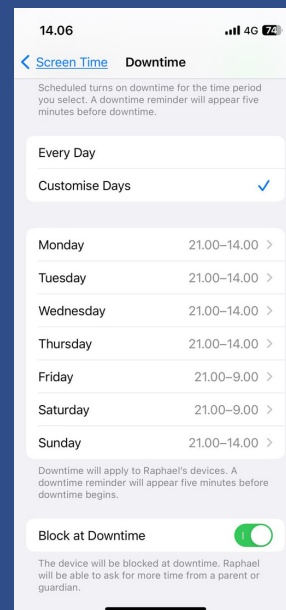 14.06
4G 74
Screen Time Downtime
Scheduled turns on downtime for the time period
you select. A downtime reminder will appear five
minutes before downtime.
Every Day
Customise Days
Monday 21.00–14.00
Tuesday 21.00–14.00
Wednesday 21.00–14.00
Thursday 21.00–14.00
Friday 21.00–9.00
Saturday 21.00–9.00
Sunday 21.00–14.00
Downtime will apply to Raphael's devices. A
downtime reminder will appear five minutes before
downtime begins.
Block at Downtime
The device will be blocked at downtime. Raphael
will be able to ask for more time from a parent or
guardian.